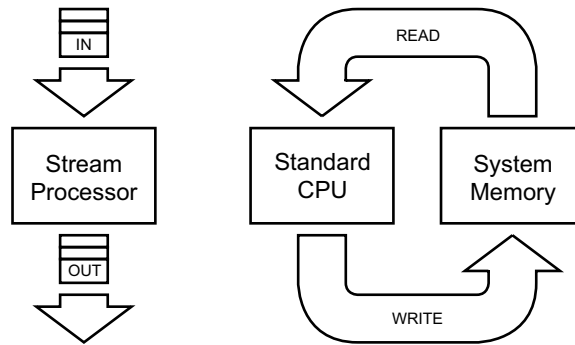 IN
Stream
Processor
OUT
READ
Standard
CPU
System
Memory
WRITE